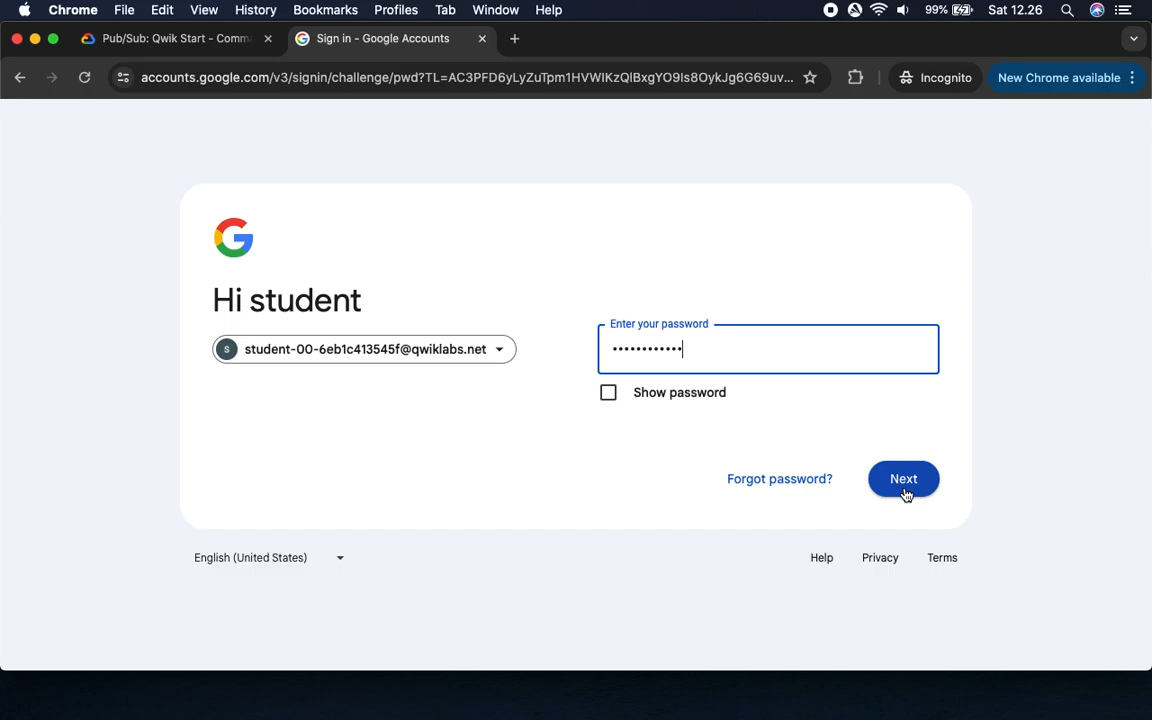 Chrome File Edit View History Bookmarks Profiles Tab Window Help 99% Sat 12.26
Pub/Sub: Qwik Start - Comm Sign in - Google Accounts
accounts.google.com/v3/signin/challenge/pwd?TL=AC3PFD6yLyZuTpm1HVWIKzQIBxgYO9Is8OykJg6G69uv... Incognito New Chrome available
Hi student
Enter your password
S student-00-6eb1c413545f@qwiklabs.net ••••••••••••
Show password
Forgot password? Next
English (United States) Help Privacy Terms